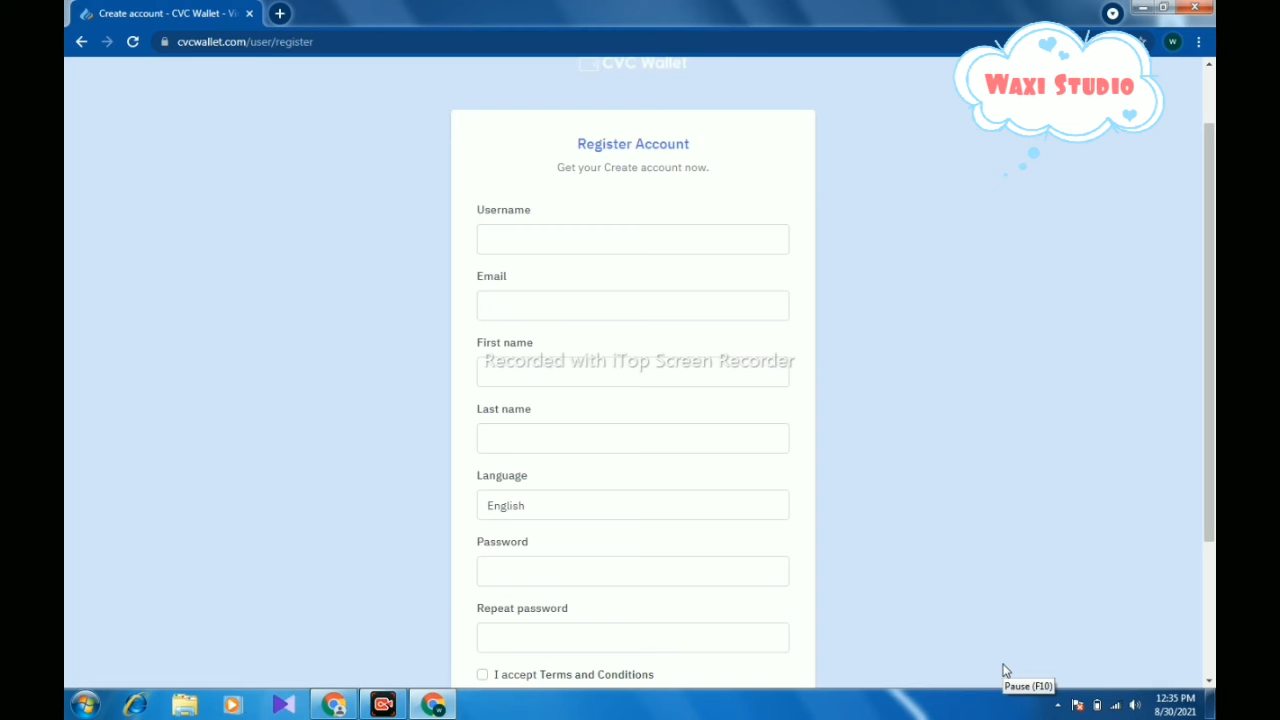 Create account - CVC Wallet - Vi
cvcwallet.com/user/register
W
WAXI STUDIO
CVC Wallet
Register Account
Get your Create account now.
Username
Email
First name
Recorded with iTop Screen Recorder
Last name
Language
English
Password
Repeat password
I accept Terms and Conditions
Pause (F10)
12:35 PM
8/30/2021